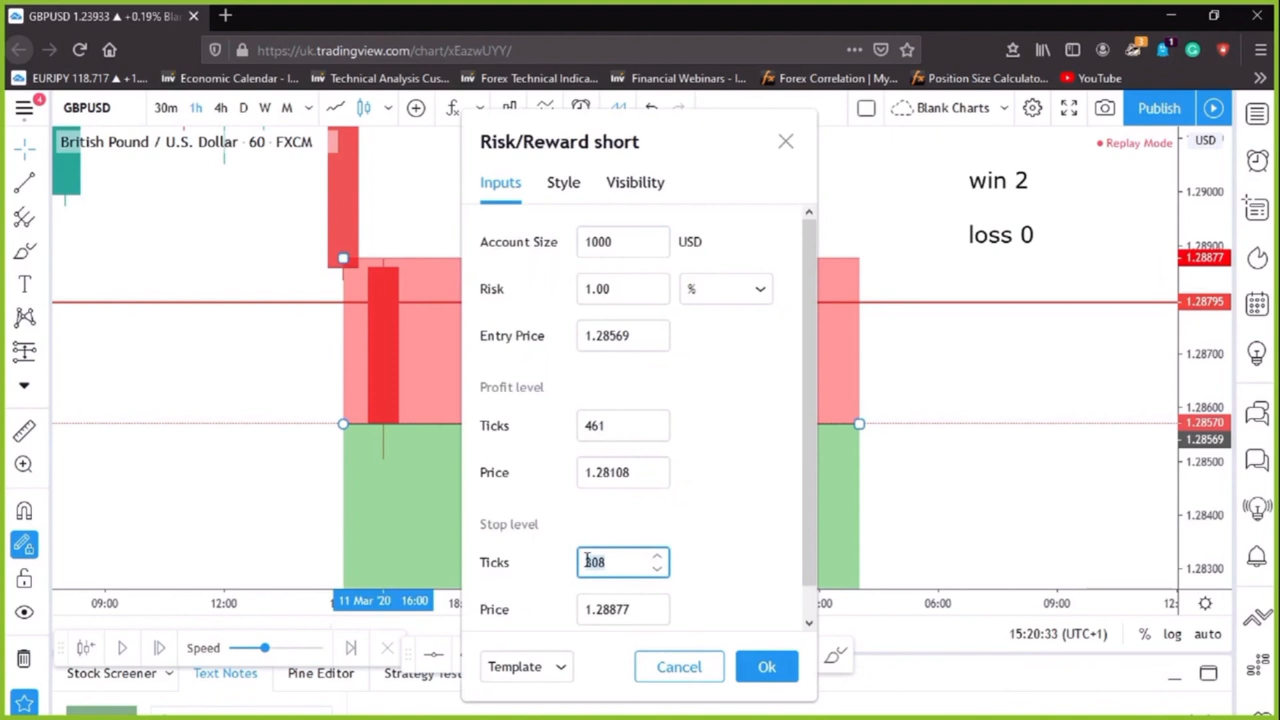 GBPUSD 1.23933 ▲ +0.19% Blank
https://uk.tradingview.com/chart/xEazwUYY/
EURJPY 118.717 ▲ +1....
Economic Calendar - I...
Technical Analysis Cus...
Forex Technical Indica...
Financial Webinars - I...
Forex Correlation | My...
Position Size Calculato...
YouTube
4
GBPUSD
30m 1h 4h D W M
Blank Charts
Publish
British Pound / U.S. Dollar · 60 · FXCM
Replay Mode
USD
win 2
loss 0
Risk/Reward short
Inputs Style Visibility
Account Size 1000 USD
Risk 1.00 %
Entry Price 1.28569
Profit level
Ticks 461
Price 1.28108
Stop level
Ticks 308
Price 1.28877
Template Cancel Ok
1.29000
1.28900
1.28877
1.28795
1.28700
1.28600
1.28570
1.28569
1.28500
1.28400
1.28300
09:00 12:00 11 Mar '20 16:00 06:00 09:00
15:20:33 (UTC+1) % log auto
Speed
Stock Screener Text Notes Pine Editor